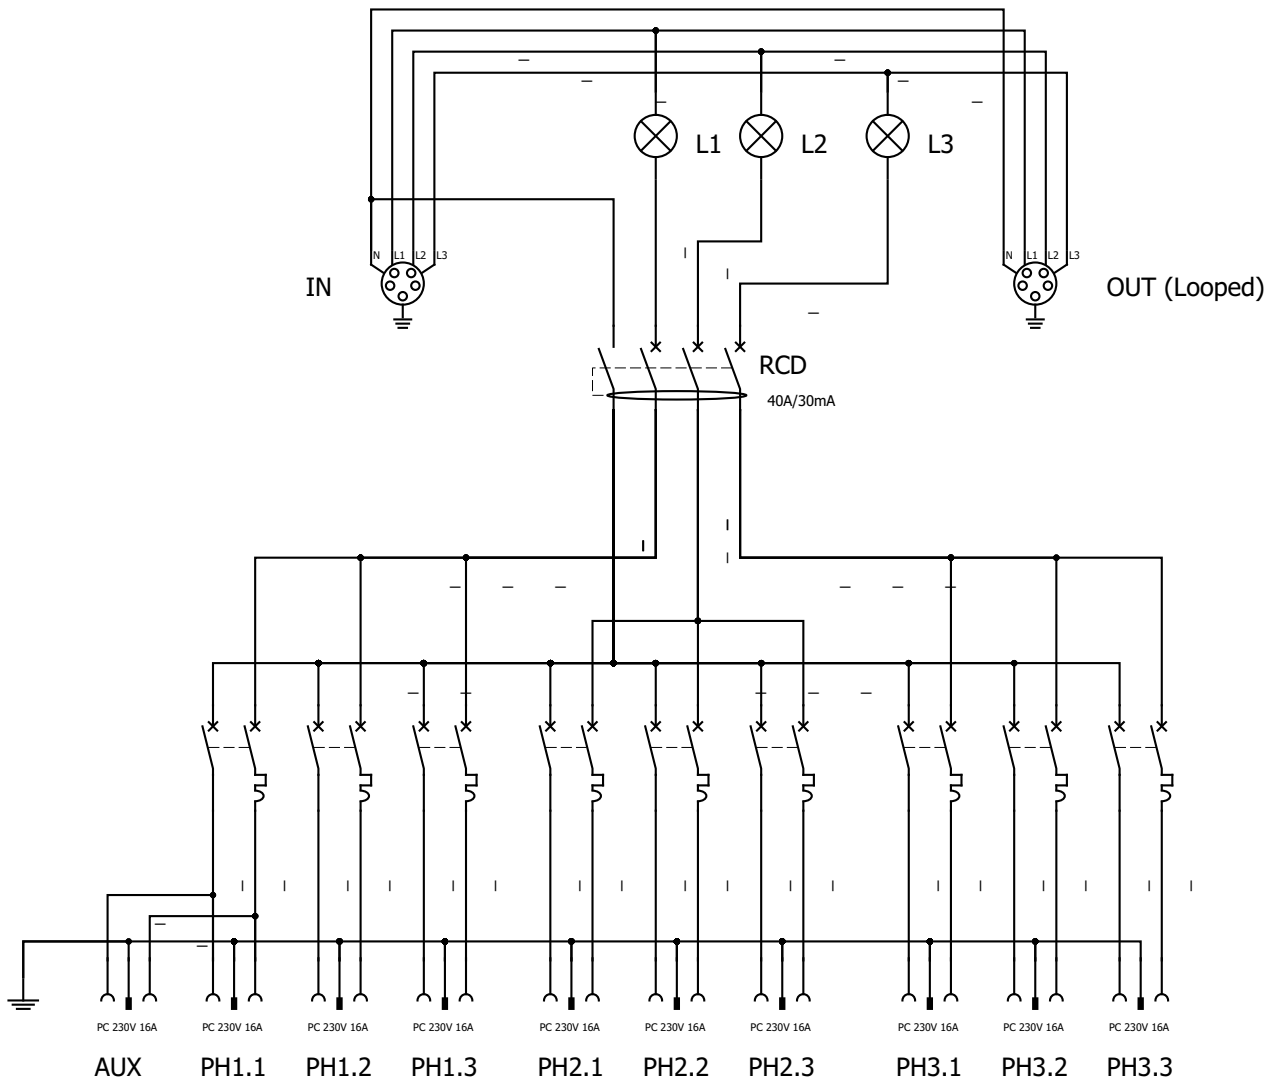 L1 L2 L3
N L1 L2 L3
N L1 L2 L3
IN
OUT (Looped)
RCD
40A/30mA
PC 230V 16A PC 230V 16A PC 230V 16A PC 230V 16A PC 230V 16A PC 230V 16A PC 230V 16A PC 230V 16A PC 230V 16A PC 230V 16A
AUX PH1.1 PH1.2 PH1.3 PH2.1 PH2.2 PH2.3 PH3.1 PH3.2 PH3.3